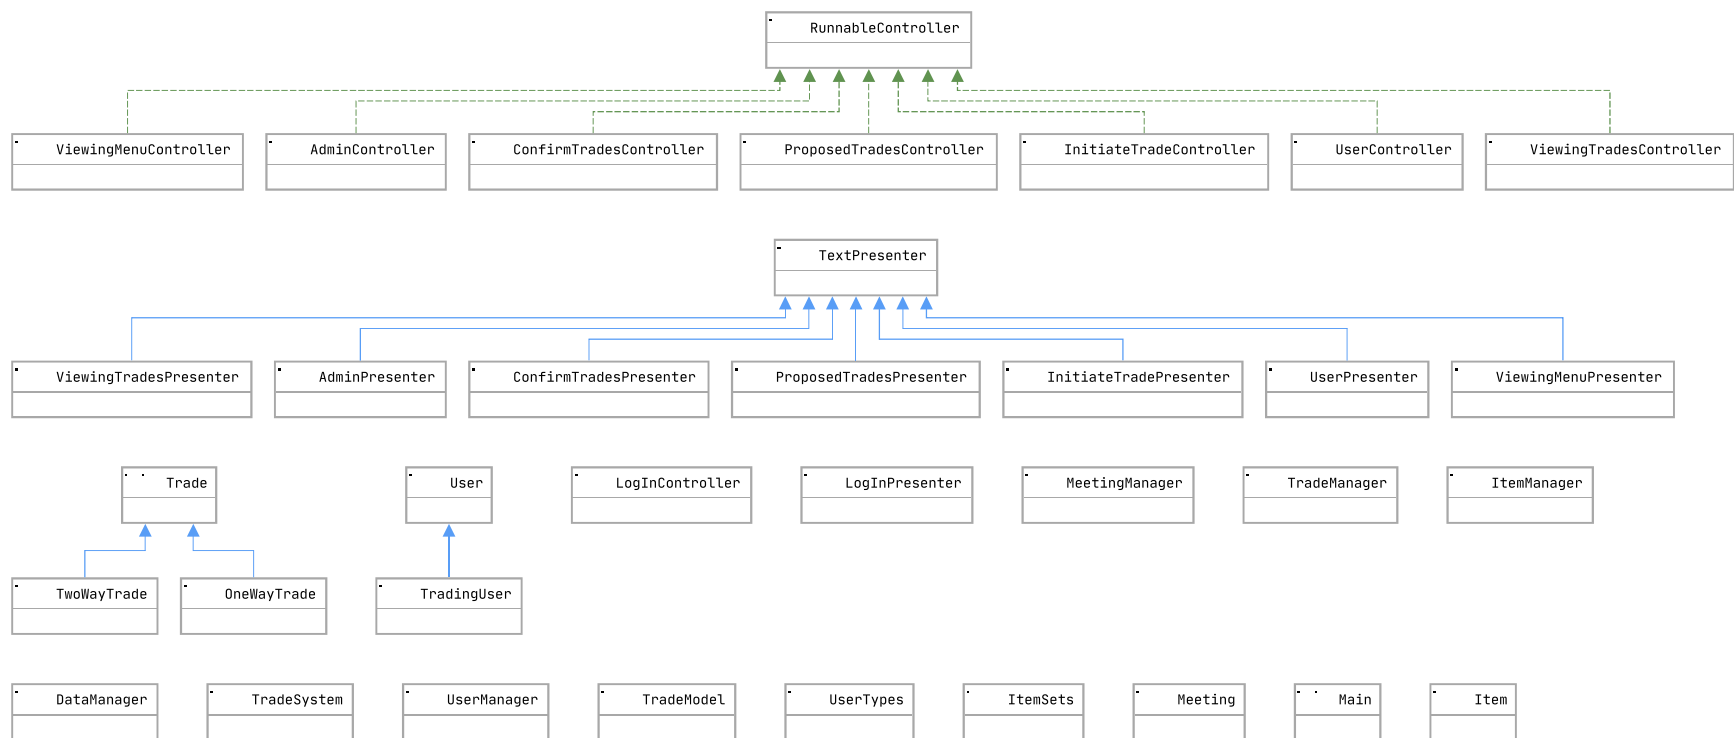 RunnableController
ViewingMenuController AdminController ConfirmTradesController ProposedTradesController InitiateTradeController UserController ViewingTradesController
TextPresenter
ViewingTradesPresenter AdminPresenter ConfirmTradesPresenter ProposedTradesPresenter InitiateTradePresenter UserPresenter ViewingMenuPresenter
Trade User LogInController LogInPresenter MeetingManager TradeManager ItemManager
TwoWayTrade OneWayTrade TradingUser
DataManager TradeSystem UserManager TradeModel UserTypes ItemSets Meeting Main Item